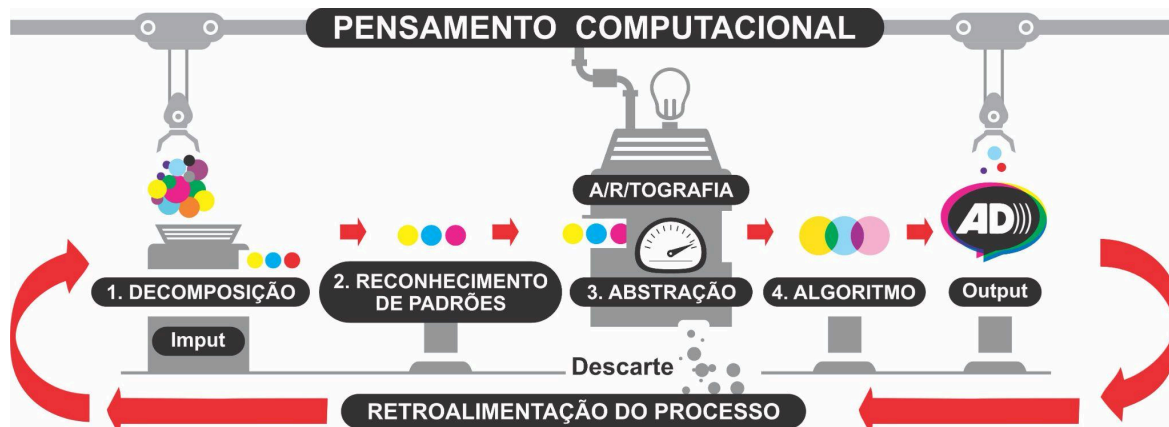 PENSAMENTO COMPUTACIONAL
A/R/TOGRAFIA
AD)))
1. DECOMPOSIÇÃO
2. RECONHECIMENTO
DE PADRÕES
3. ABSTRAÇÃO
4. ALGORITMO
Output
Imput
Descarte
RETROALIMENTAÇÃO DO PROCESSO